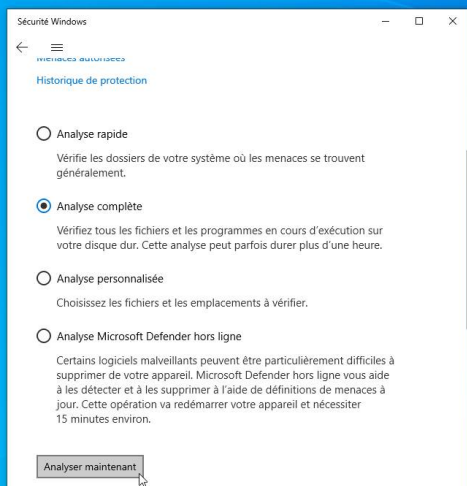 Sécurité Windows
Menaces autorisées
Historique de protection
Analyse rapide
Vérifie les dossiers de votre système où les menaces se trouvent
généralement.
Analyse complète
Vérifiez tous les fichiers et les programmes en cours d'exécution sur
votre disque dur. Cette analyse peut parfois durer plus d'une heure.
Analyse personnalisée
Choisissez les fichiers et les emplacements à vérifier.
Analyse Microsoft Defender hors ligne
Certains logiciels malveillants peuvent être particulièrement difficiles à
supprimer de votre appareil. Microsoft Defender hors ligne vous aide
à les détecter et à les supprimer à l'aide de définitions de menaces à
jour. Cette opération va redémarrer votre appareil et nécessiter
15 minutes environ.
Analyser maintenant